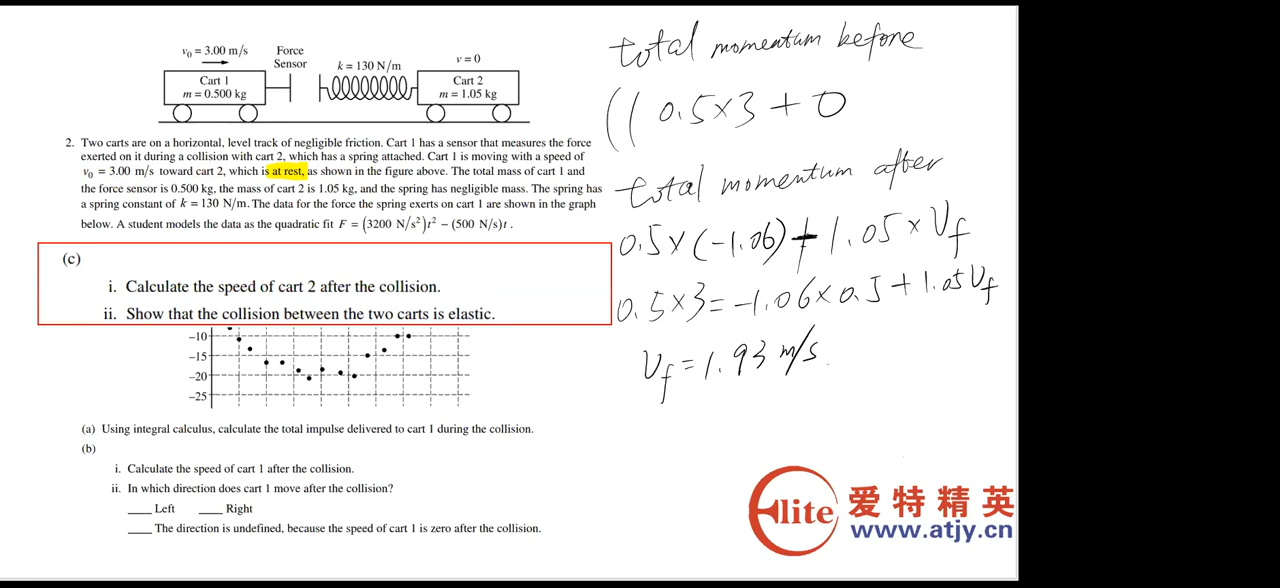 v₀ = 3.00 m/s
Force
Sensor
k = 130 N/m
v = 0
Cart 1
m = 0.500 kg
Cart 2
m = 1.05 kg
2. Two carts are on a horizontal, level track of negligible friction. Cart 1 has a sensor that measures the force
exerted on it during a collision with cart 2, which has a spring attached. Cart 1 is moving with a speed of
v₀ = 3.00 m/s toward cart 2, which is at rest, as shown in the figure above. The total mass of cart 1 and
the force sensor is 0.500 kg, the mass of cart 2 is 1.05 kg, and the spring has negligible mass. The spring has
a spring constant of k = 130 N/m. The data for the force the spring exerts on cart 1 are shown in the graph
below. A student models the data as the quadratic fit F = (3200 N/s²)t² − (500 N/s)t .
(c)
i. Calculate the speed of cart 2 after the collision.
ii. Show that the collision between the two carts is elastic.
−10
−15
−20
−25
(a) Using integral calculus, calculate the total impulse delivered to cart 1 during the collision.
(b)
i. Calculate the speed of cart 1 after the collision.
ii. In which direction does cart 1 move after the collision?
____ Left ____ Right
____ The direction is undefined, because the speed of cart 1 is zero after the collision.
total momentum before
0.5×3+0
total momentum after
0.5×(-1.06)+1.05×Vf
0.5×3=-1.06×0.5+1.05Vf
Vf=1.93 m/s
Elite
爱特精英
www.atjy.cn